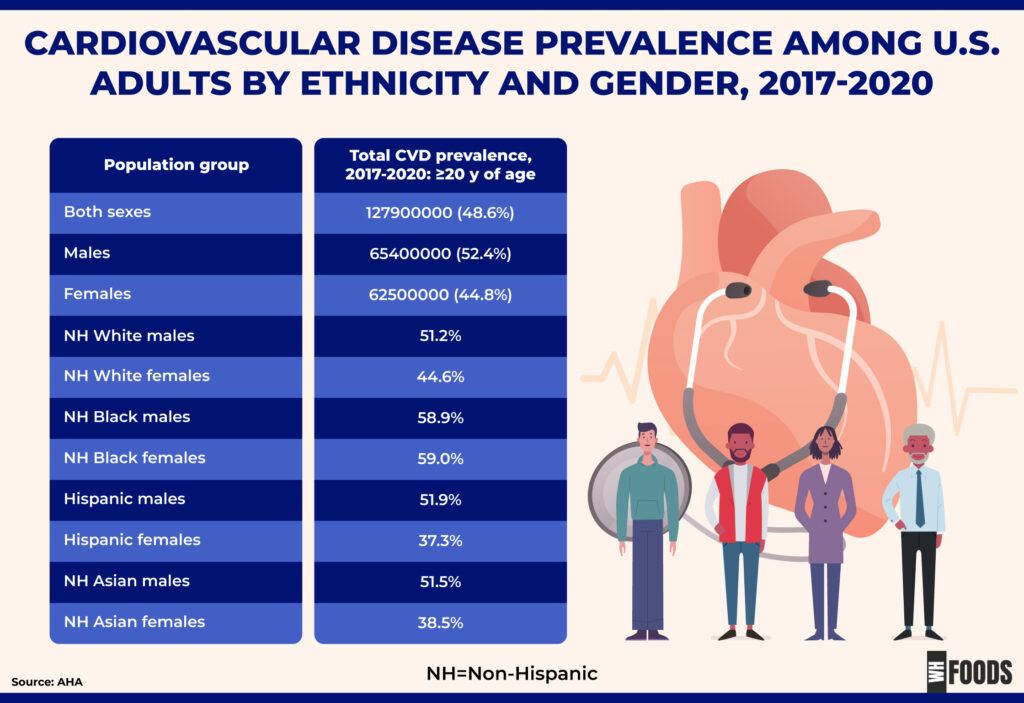 CARDIOVASCULAR DISEASE PREVALENCE AMONG U.S.
ADULTS BY ETHNICITY AND GENDER, 2017-2020
Population group
Total CVD prevalence,
2017-2020: ≥20 y of age
Both sexes
127900000 (48.6%)
Males
65400000 (52.4%)
Females
62500000 (44.8%)
NH White males
51.2%
NH White females
44.6%
NH Black males
58.9%
NH Black females
59.0%
Hispanic males
51.9%
Hispanic females
37.3%
NH Asian males
51.5%
NH Asian females
38.5%
Source: AHA
NH=Non-Hispanic
WH FOODS